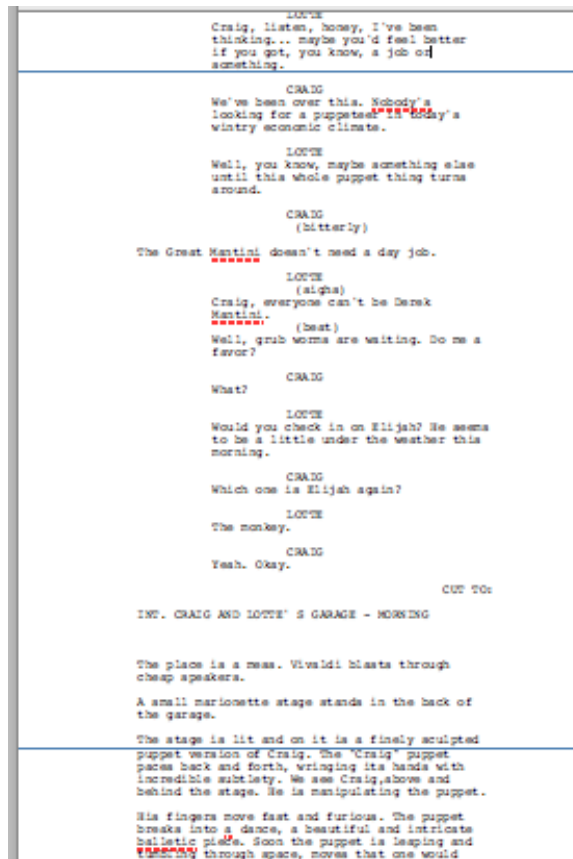 LOTTE
Craig, listen, honey, I've been
thinking... maybe you'd feel better
if you got, you know, a job or
something.
CRAIG
We've been over this. Nobody's
looking for a puppeteer in today's
wintry economic climate.
LOTTE
Well, you know, maybe something else
until this whole puppet thing turns
around.
CRAIG
(bitterly)
The Great Mantini doesn't need a day job.
LOTTE
(sighs)
Craig, everyone can't be Derek
Mantini.
(beat)
Well, grub worms are waiting. Do me a
favor?
CRAIG
What?
LOTTE
Would you check in on Elijah? He seems
to be a little under the weather this
morning.
CRAIG
Which one is Elijah again?
LOTTE
The monkey.
CRAIG
Yeah. Okay.
CUT TO:
INT. CRAIG AND LOTTE' S GARAGE - MORNING
The place is a mess. Vivaldi blasts through
cheap speakers.
A small marionette stage stands in the back of
the garage.
The stage is lit and on it is a finely sculpted
puppet version of Craig. The "Craig" puppet
paces back and forth, wringing its hands with
incredible subtlety. We see Craig,above and
behind the stage. He is manipulating the puppet.
His fingers move fast and furious. The puppet
breaks into a dance, a beautiful and intricate
balletic piece. Soon the puppet is leaping and
tumbling through space, moves that one would